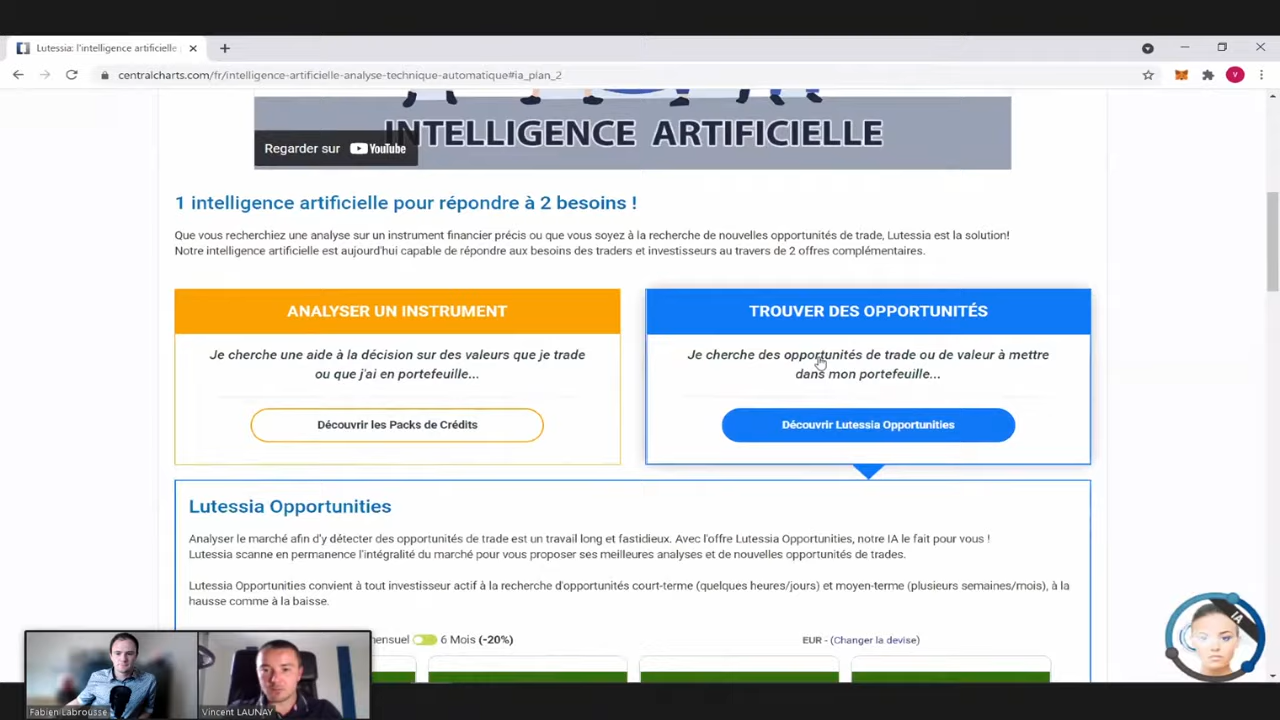 Lutessia: l'intelligence artificielle
centralcharts.com/fr/intelligence-artificielle-analyse-technique-automatique#ia_plan_2
V
INTELLIGENCE ARTIFICIELLE
Regarder sur YouTube
1 intelligence artificielle pour répondre à 2 besoins !
Que vous recherchiez une analyse sur un instrument financier précis ou que vous soyez à la recherche de nouvelles opportunités de trade, Lutessia est la solution!
Notre intelligence artificielle est aujourd'hui capable de répondre aux besoins des traders et investisseurs au travers de 2 offres complémentaires.
ANALYSER UN INSTRUMENT
Je cherche une aide à la décision sur des valeurs que je trade
ou que j'ai en portefeuille...
Découvrir les Packs de Crédits
TROUVER DES OPPORTUNITÉS
Je cherche des opportunités de trade ou de valeur à mettre
dans mon portefeuille...
Découvrir Lutessia Opportunities
Lutessia Opportunities
Analyser le marché afin d'y détecter des opportunités de trade est un travail long et fastidieux. Avec l'offre Lutessia Opportunities, notre IA le fait pour vous !
Lutessia scanne en permanence l'intégralité du marché pour vous proposer ses meilleures analyses et de nouvelles opportunités de trades.
Lutessia Opportunities convient à tout investisseur actif à la recherche d'opportunités court-terme (quelques heures/jours) et moyen-terme (plusieurs semaines/mois), à la
hausse comme à la baisse.
ensuel 6 Mois (-20%)
EUR - (Changer la devise)
IA
Fabien Labrousse
Vincent LAUNAY